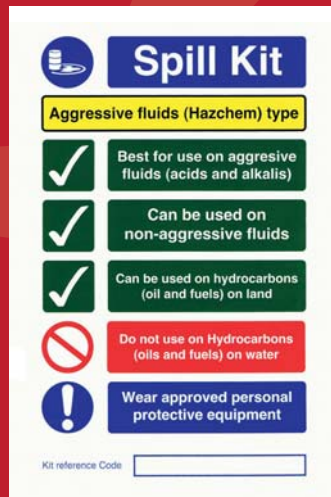 Spill Kit
Aggressive fluids (Hazchem) type
Best for use on aggresive
fluids (acids and alkalis)
Can be used on
non-aggressive fluids
Can be used on hydrocarbons
(oil and fuels) on land
Do not use on Hydrocarbons
(oils and fuels) on water
Wear approved personal
protective equipment
Kit reference Code